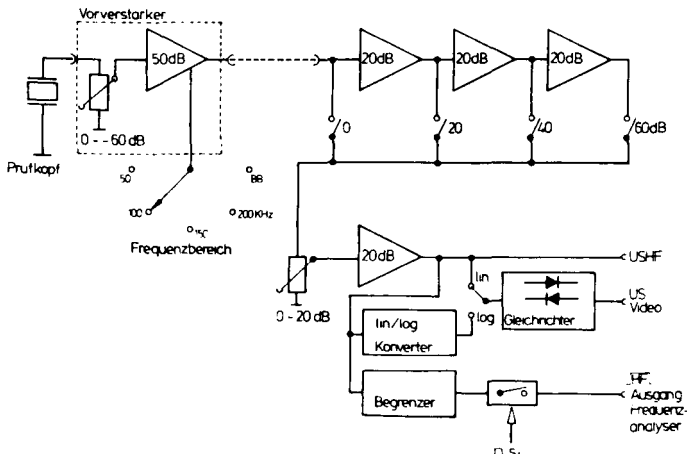 Vorverstarker
50dB
20dB
20dB
20dB
0 -- 60 dB
Prufkopf
0
20
40
60dB
50
BB
100
200 KHz
150
Frequenzbereich
20dB
0 - 20 dB
lin
log
lin/log
Konverter
Gleichrichter
USHF
US
Video
Begrenzer
HF.
Ausgang
Frequenz-
analyser